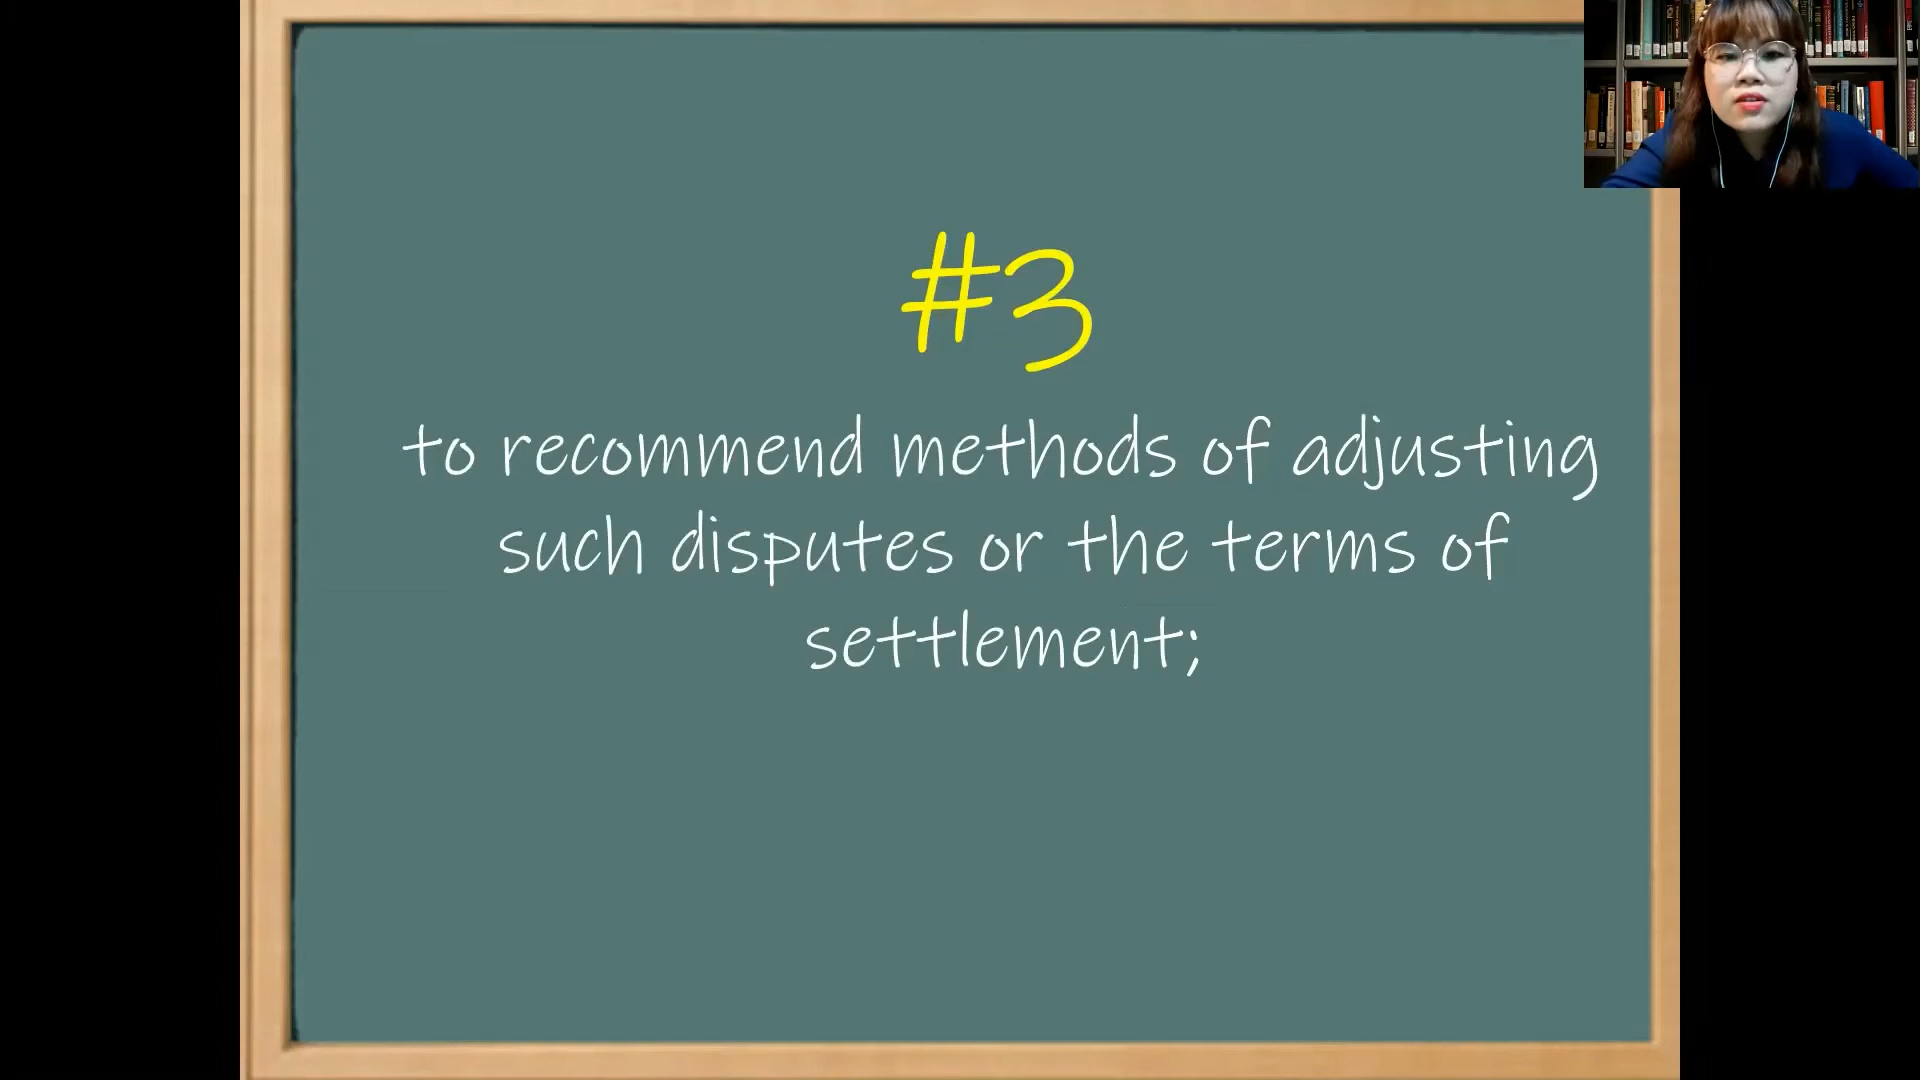 #3
to recommend methods of adjusting
such disputes or the terms of
settlement;